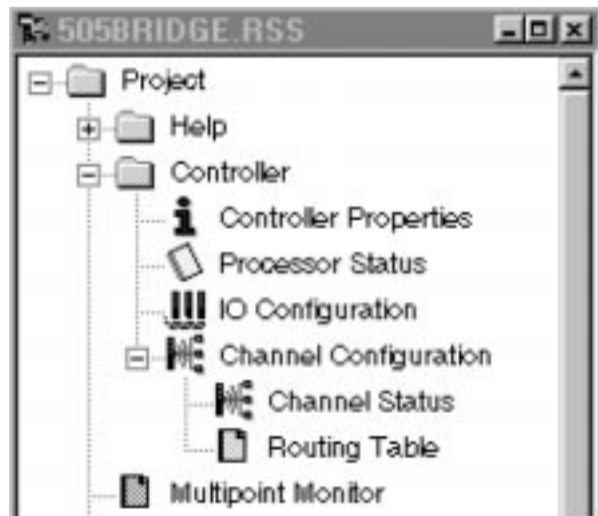 505BRIDGE.RSS
Project
Help
Controller
Controller Properties
Processor Status
IO Configuration
Channel Configuration
Channel Status
Routing Table
Multipoint Monitor